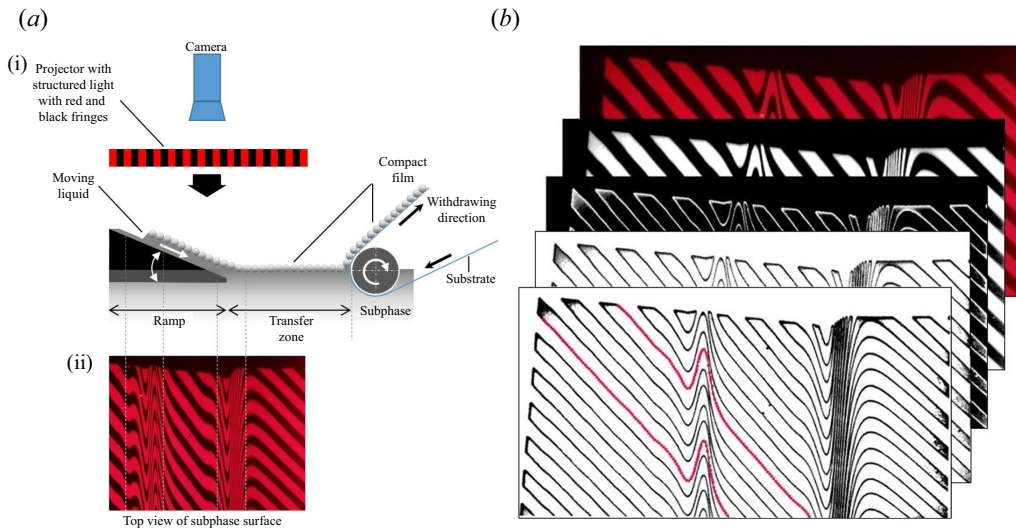 (a)
(b)
(i)
Camera
Projector with
structured light
with red and
black fringes
Moving
liquid
Compact
film
Withdrawing
direction
Substrate
Ramp
Transfer
zone
Subphase
(ii)
Top view of subphase surface